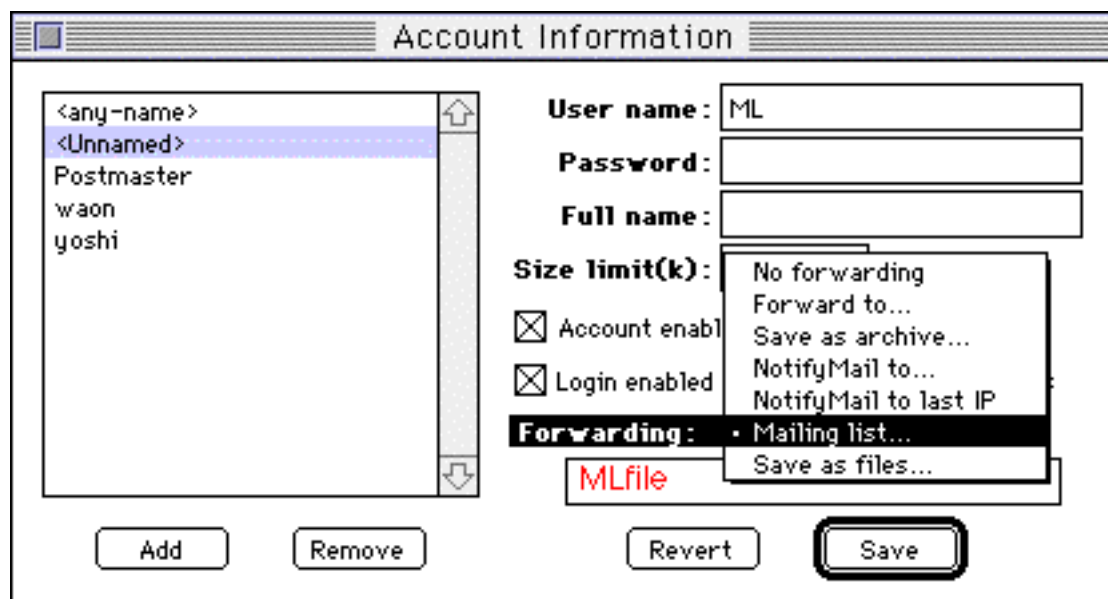 Account Information
<any-name>
<Unnamed>
Postmaster
waon
yoshi
Add
Remove
User name: ML
Password:
Full name:
Size limit(k):
Account enabl
Login enabled
Forwarding:
No forwarding
Forward to...
Save as archive...
NotifyMail to...
NotifyMail to last IP
• Mailing list...
Save as files...
MLfile
Revert
Save